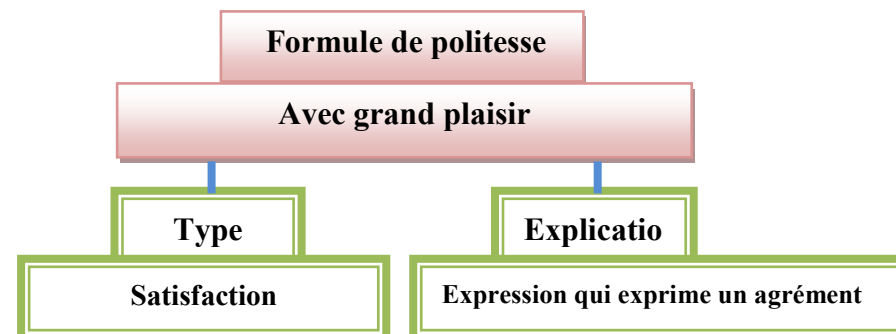 Formule de politesse
Avec grand plaisir
Type
Explicatio
Satisfaction
Expression qui exprime un agrément